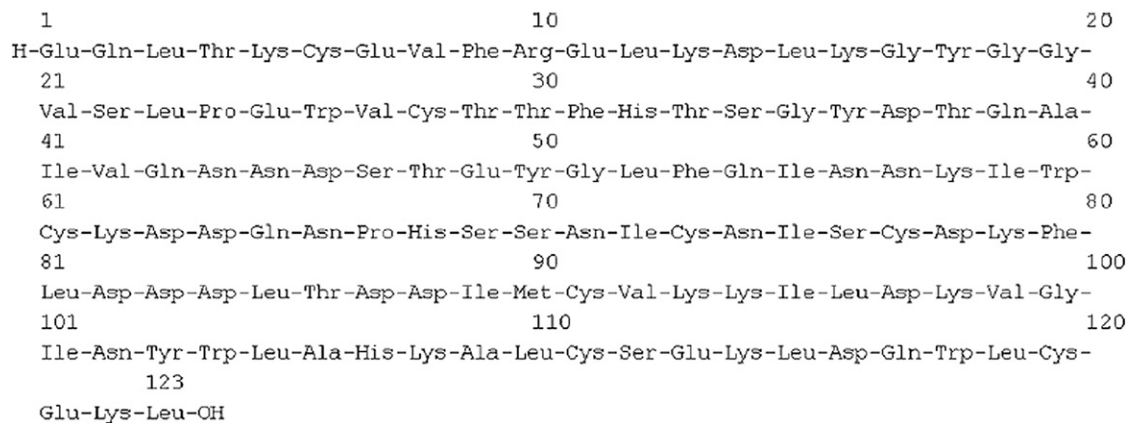 1 10 20
H-Glu-Gln-Leu-Thr-Lys-Cys-Glu-Val-Phe-Arg-Glu-Leu-Lys-Asp-Leu-Lys-Gly-Tyr-Gly-Gly-
21 30 40
Val-Ser-Leu-Pro-Glu-Trp-Val-Cys-Thr-Thr-Phe-His-Thr-Ser-Gly-Tyr-Asp-Thr-Gln-Ala-
41 50 60
Ile-Val-Gln-Asn-Asn-Asp-Ser-Thr-Glu-Tyr-Gly-Leu-Phe-Gln-Ile-Asn-Asn-Lys-Ile-Trp-
61 70 80
Cys-Lys-Asp-Asp-Gln-Asn-Pro-His-Ser-Ser-Asn-Ile-Cys-Asn-Ile-Ser-Cys-Asp-Lys-Phe-
81 90 100
Leu-Asp-Asp-Asp-Leu-Thr-Asp-Asp-Ile-Met-Cys-Val-Lys-Lys-Ile-Leu-Asp-Lys-Val-Gly-
101 110 120
Ile-Asn-Tyr-Trp-Leu-Ala-His-Lys-Ala-Leu-Cys-Ser-Glu-Lys-Leu-Asp-Gln-Trp-Leu-Cys-
123
Glu-Lys-Leu-OH